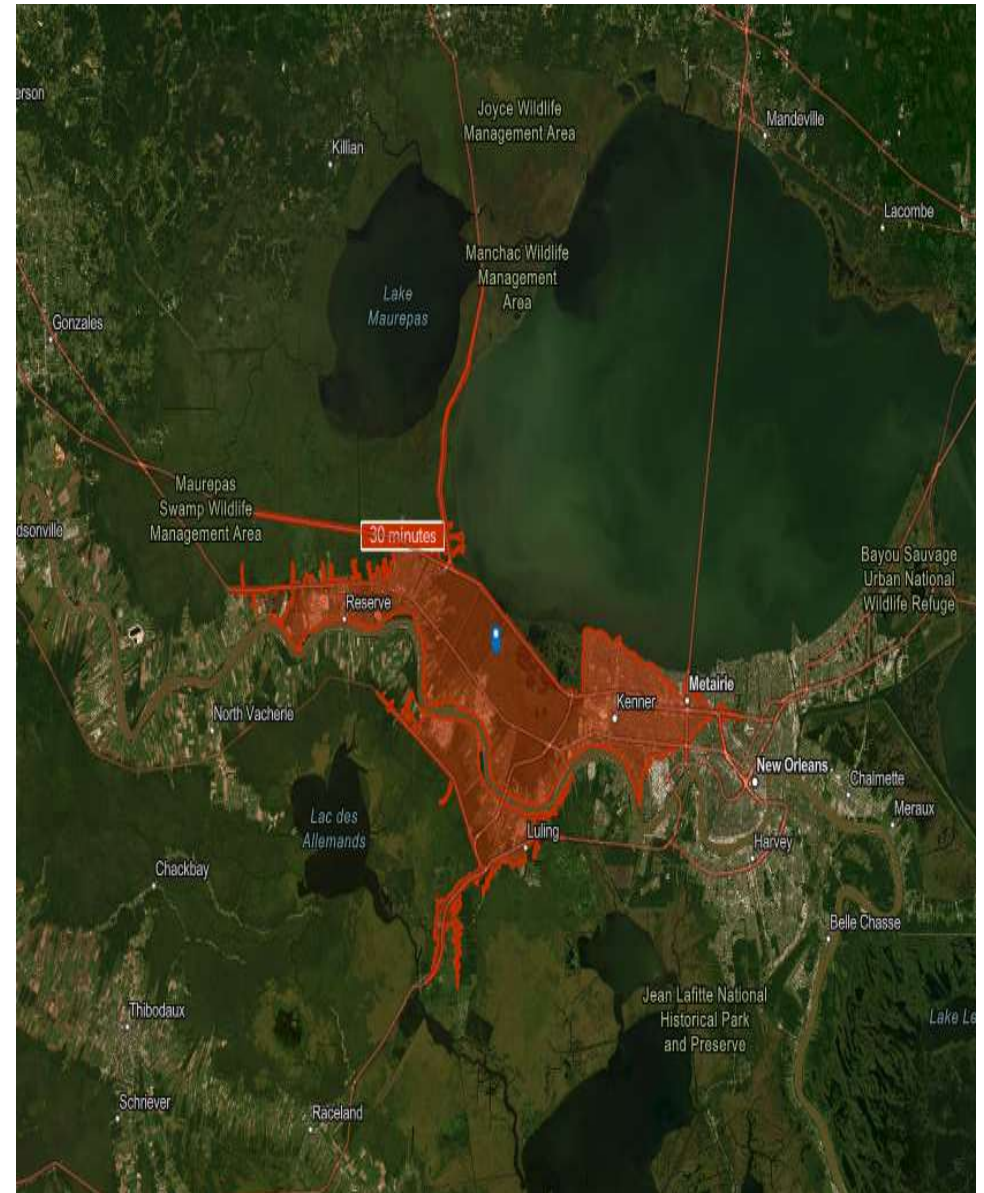 erson
Joyce Wildlife
Management Area
Mandeville
Killian
Lacombe
Manchac Wildlife
Management
Area
Lake
Maurepas
Gonzales
Maurepas
Swamp Wildlife
Management Area
dsonville
30 minutes
Bayou Sauvage
Urban National
Wildlife Refuge
Reserve
Metairie
Kenner
North Vacherie
New Orleans
Chalmette
Meraux
Lac des
Allemands
Luling
Harvey
Chackbay
Belle Chasse
Jean Lafitte National
Historical Park
and Preserve
Lake Le
Thibodaux
Schriever
Raceland